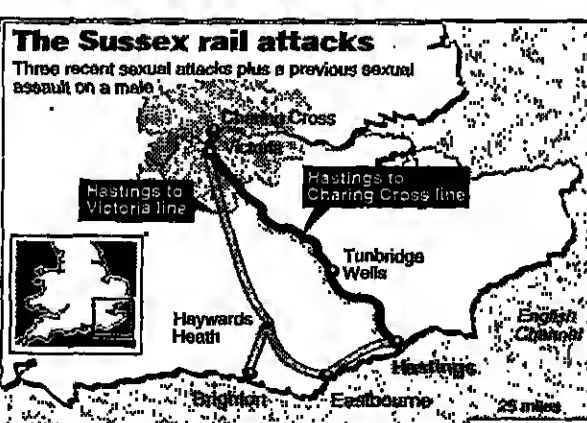 The Sussex rail attacks
Three recent sexual attacks plus a previous sexual
assault on a male
Charing Cross
Victoria
Hastings to
Victoria line
Hastings to
Charing Cross line
Tunbridge
Wells
Haywards
Heath
English
Channel
Hastings
Brighton
Eastbourne
25 miles